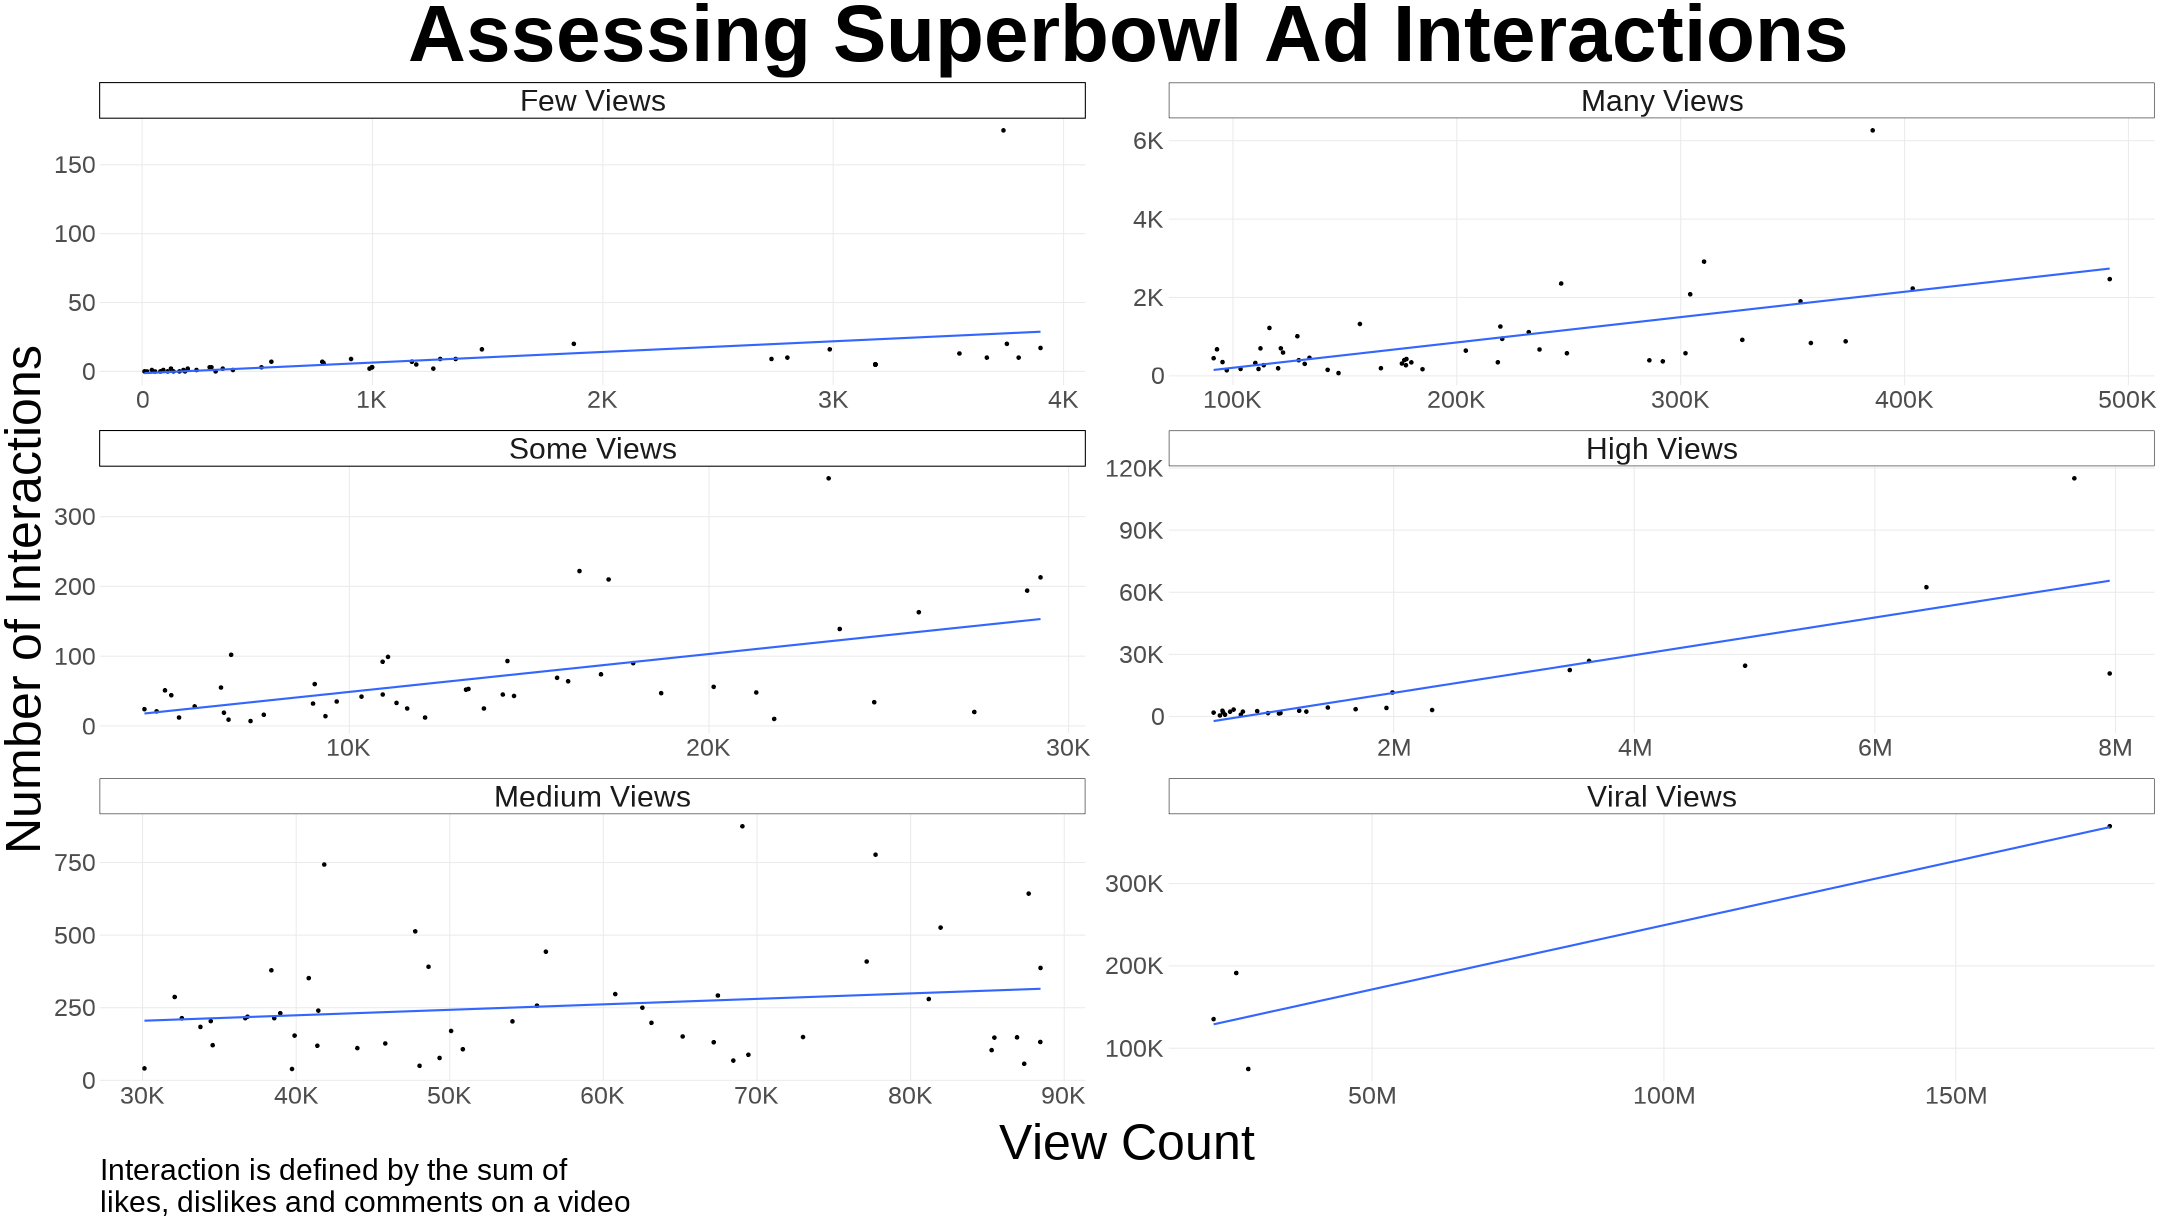 Assessing Superbowl Ad Interactions
Number of Interactions
Few Views
150
100
50
0
0 1K 2K 3K 4K
Many Views
6K
4K
2K
0
100K 200K 300K 400K 500K
Some Views
300
200
100
0
10K 20K 30K
High Views
120K
90K
60K
30K
0
2M 4M 6M 8M
Medium Views
750
500
250
0
30K 40K 50K 60K 70K 80K 90K
Viral Views
300K
200K
100K
50M 100M 150M
View Count
Interaction is defined by the sum of
likes, dislikes and comments on a video